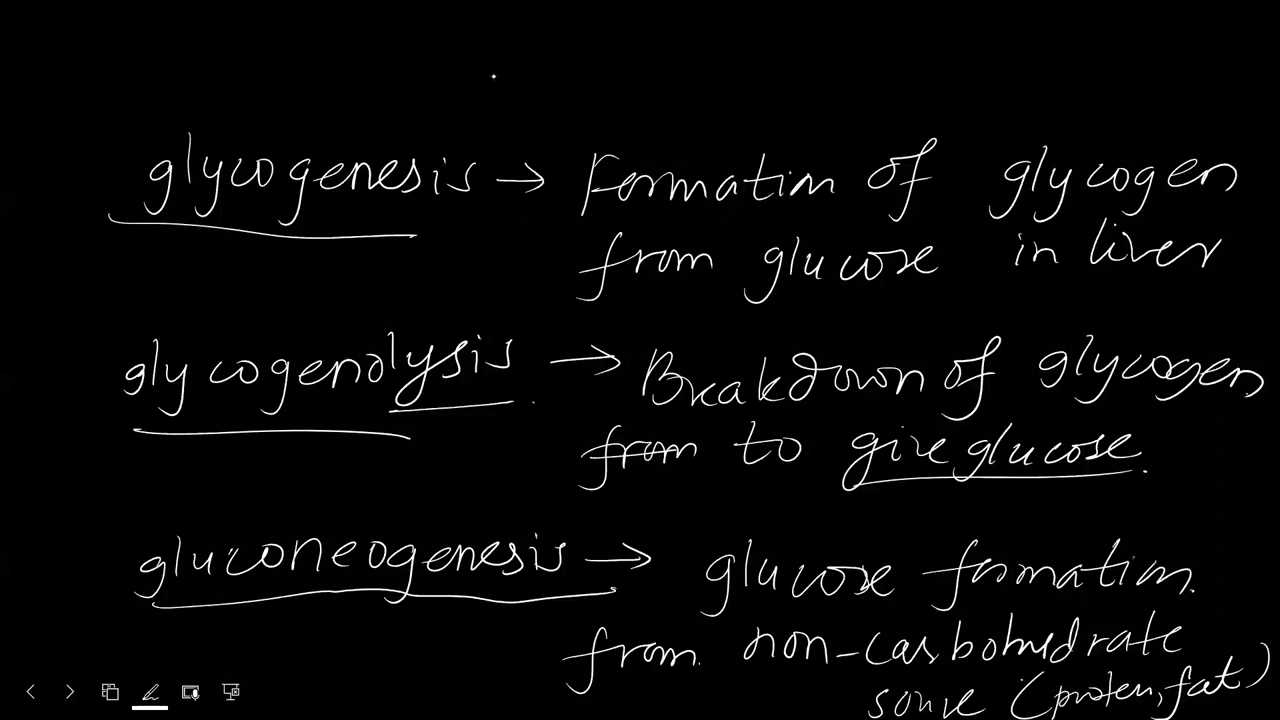 glycogenesis → Formation of glycogen
from glucose in liver
glycogenolysis → Breakdown of glycogen
from to give glucose.
gluconeogenesis → glucose formation
from non-carbohydrate
(protein, fat)